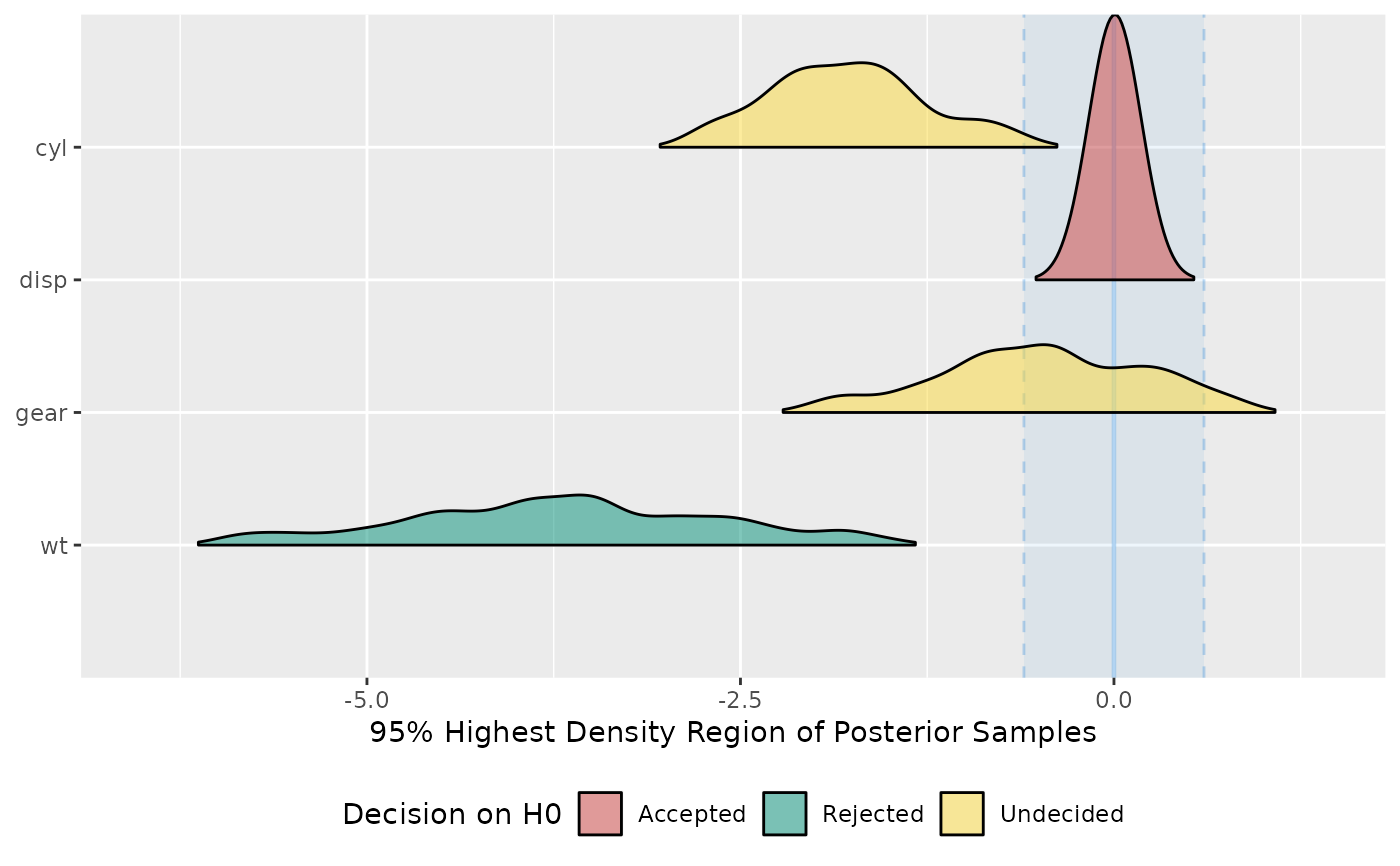 cyl
disp
gear
wt
-5.0 -2.5 0.0
95% Highest Density Region of Posterior Samples
Decision on H0 Accepted Rejected Undecided